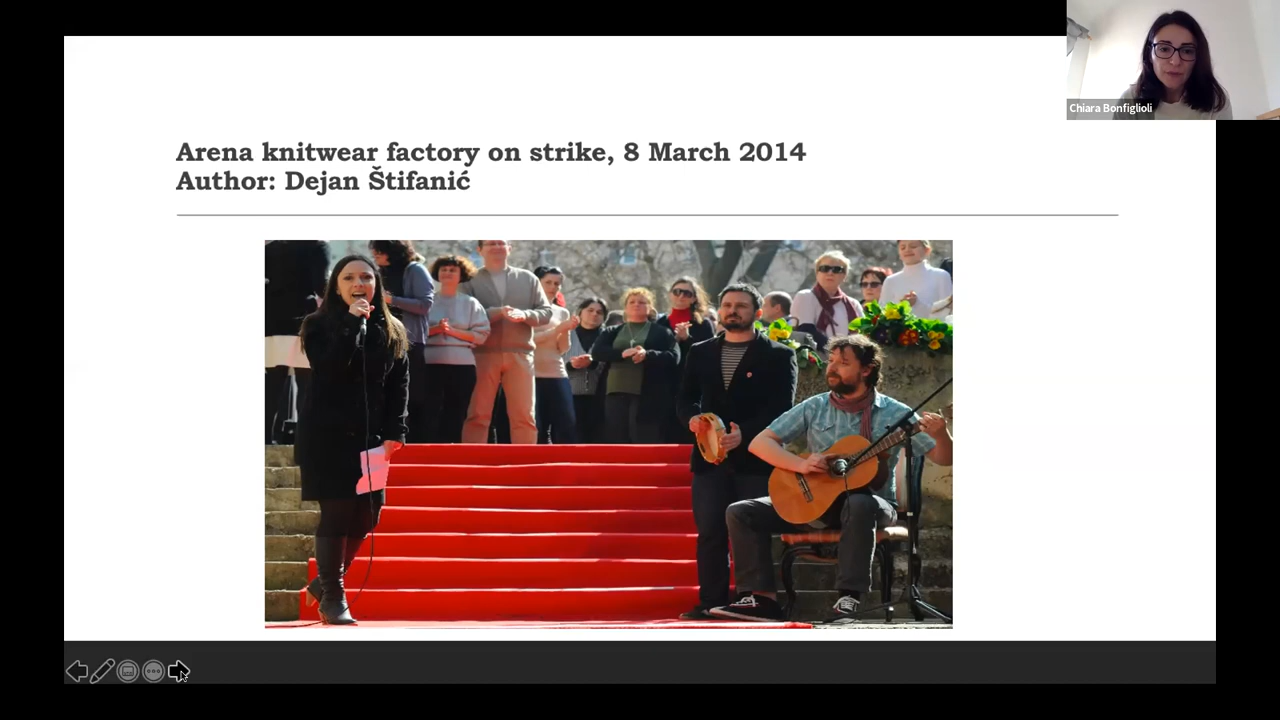 Chiara Bonfiglioli
Arena knitwear factory on strike, 8 March 2014
Author: Dejan Štifanić